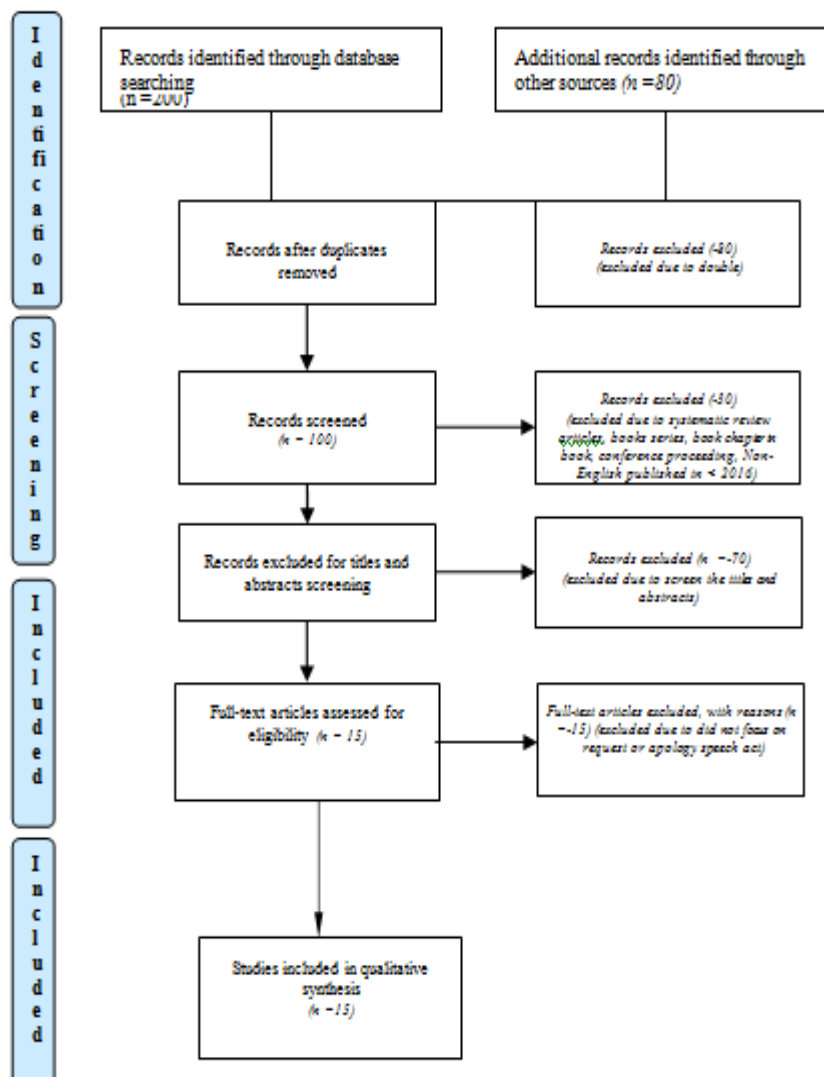 Identification
Records identified through database
searching
(n = 200)
Additional records identified through
other sources (n = 80)
Records after duplicates
removed
Records excluded (-80)
(excluded due to double)
Screening
Records screened
(n = 100)
Records excluded (-30)
(excluded due to systematic review
articles, books series, book chapter in
book, conference proceeding, Non-
English published in < 2016)
Records excluded for titles and
abstracts screening
Records excluded (n =-70)
(excluded due to screen the titles and
abstracts)
Included
Full-text articles assessed for
eligibility (n = 15)
Full-text articles excluded, with reasons (n
=-15) (excluded due to did not focus on
request or apology speech act)
Included
Studies included in qualitative
synthesis
(n =15)